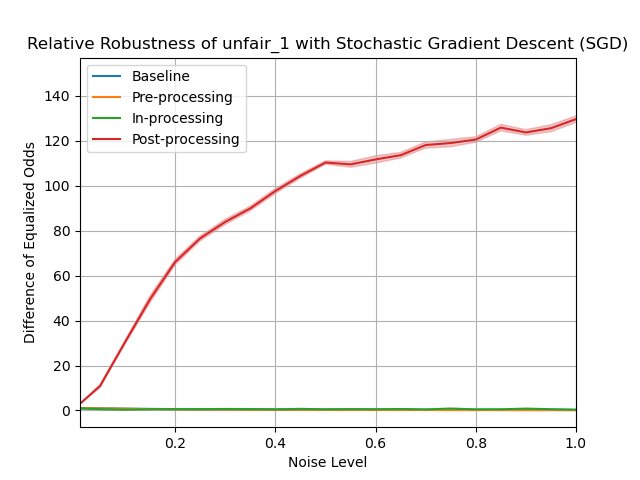 Relative Robustness of unfair_1 with Stochastic Gradient Descent (SGD)
Baseline
Pre-processing
In-processing
Post-processing
Difference of Equalized Odds
140
120
100
80
60
40
20
0
0.2
0.4
0.6
0.8
1.0
Noise Level